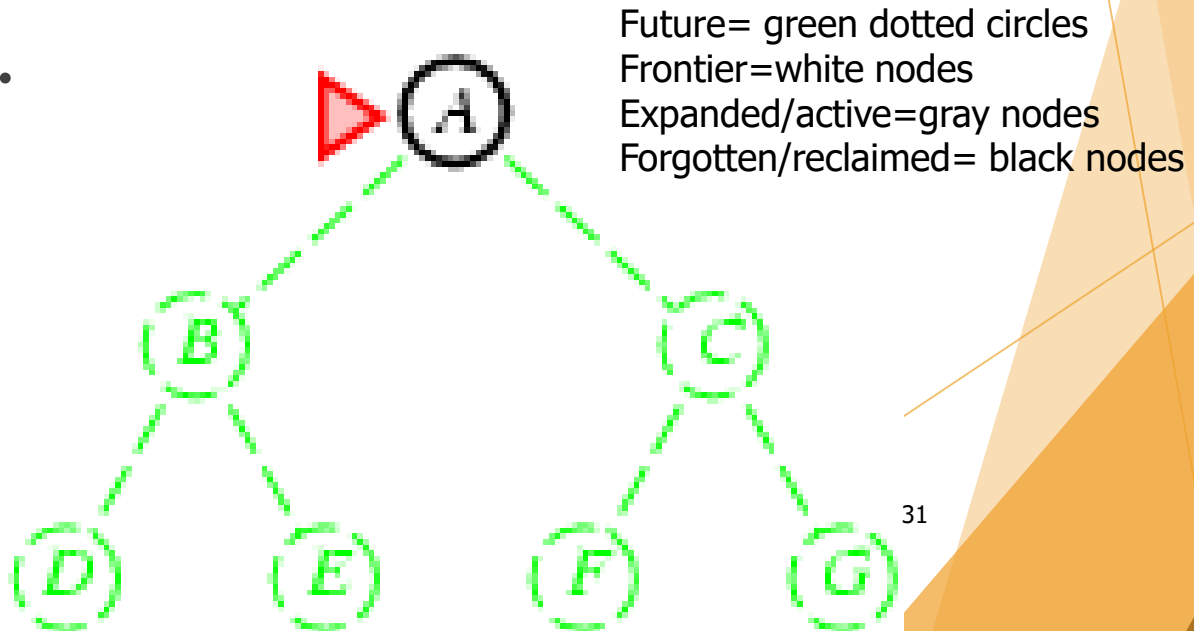 Future= green dotted circles
Frontier=white nodes
Expanded/active=gray nodes
Forgotten/reclaimed= black nodes
•
A
B
C
D
E
F
G
31